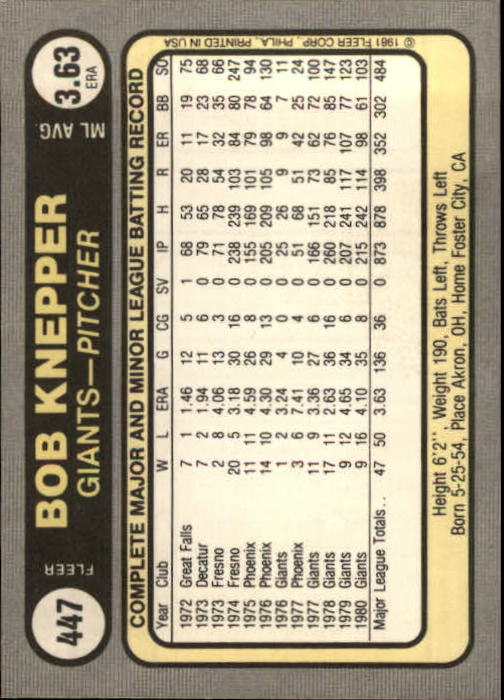 447
FLEER
BOB KNEPPER
GIANTS—PITCHER
ML AVG.
3.63
ERA
COMPLETE MAJOR AND MINOR LEAGUE BATTING RECORD
Year Club W L ERA G CG SV IP H R ER BB SO
1972 Great Falls 7 1 1.46 12 5 1 68 53 20 11 19 75
1973 Decatur 7 2 1.94 11 6 0 79 65 28 17 23 68
1973 Fresno 2 8 4.06 13 3 0 71 78 54 32 35 66
1974 Fresno 20 5 3.18 30 16 0 238 239 103 84 80 247
1975 Phoenix 11 11 4.59 26 8 0 155 169 101 79 78 94
1976 Phoenix 14 10 4.30 29 13 0 205 209 105 98 64 130
1976 Giants 1 2 3.24 4 0 0 25 26 9 9 7 11
1977 Phoenix 3 6 7.41 10 4 0 51 68 51 42 25 24
1977 Giants 11 9 3.36 27 6 0 166 151 73 62 72 100
1978 Giants 17 11 2.63 36 16 0 260 218 85 76 85 147
1979 Giants 9 12 4.65 34 6 0 207 241 117 107 77 123
1980 Giants 9 16 4.10 35 8 0 215 242 114 98 61 103
Major League Totals.. 47 50 3.63 136 36 0 873 878 398 352 302 484
Height 6'2'', Weight 190, Bats Left, Throws Left
Born 5-25-54, Place Akron, OH, Home Foster City, CA
© 1981 FLEER CORP., PHILA., PRINTED IN USA